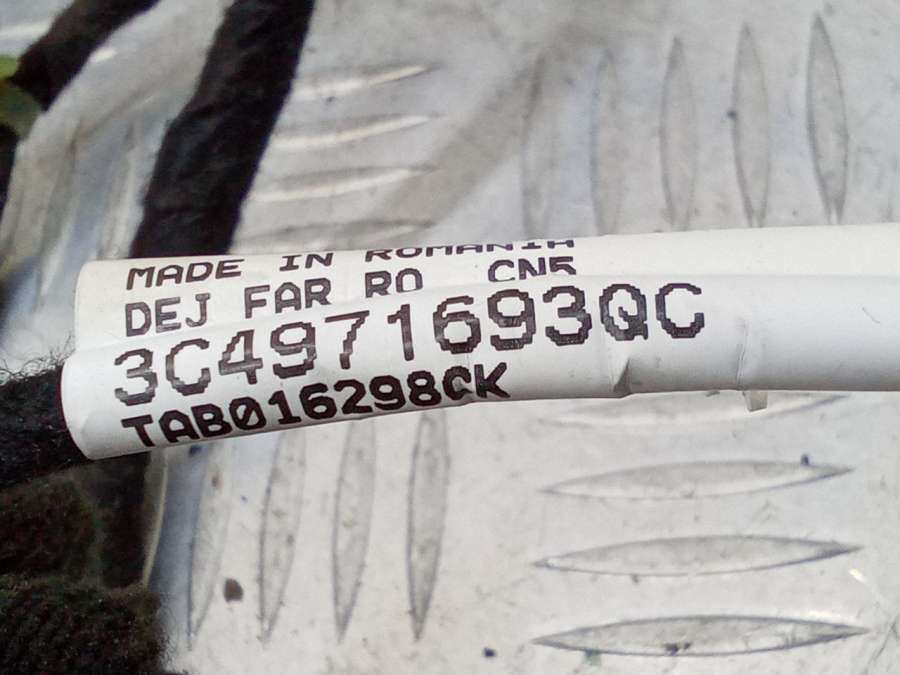 MADE IN ROMANIA
DEJ FAR RO CN5
3C4971693QC
TAB016298CK